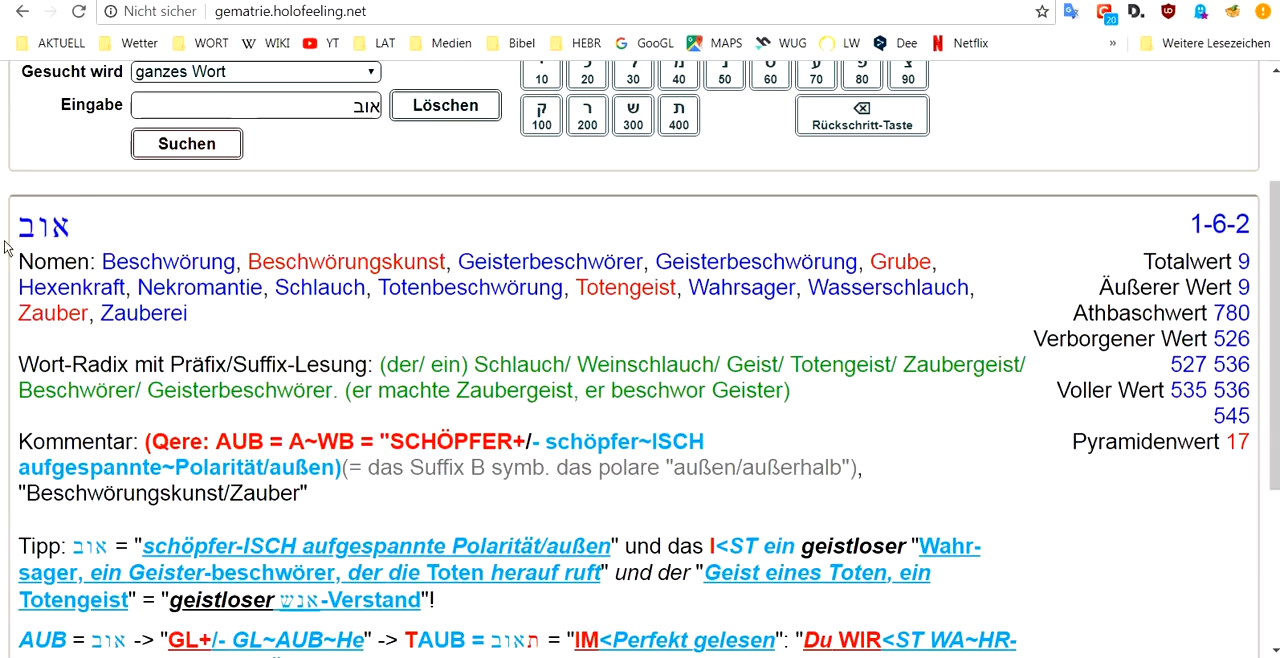 Nicht sicher | gematrie.holofeeling.net 20
AKTUELL Wetter WORT W WIKI YT LAT Medien Bibel HEBR GooGL MAPS WUG LW Dee Netflix » Weitere Lesezeichen
Gesucht wird ganzes Wort
10 20 30 40 50 60 70 80 90
Eingabe אוב Löschen
ק ר ש ת
100 200 300 400 Rückschritt-Taste
Suchen
אוב 1-6-2
Nomen: Beschwörung, Beschwörungskunst, Geisterbeschwörer, Geisterbeschwörung, Grube, Totalwert 9
Hexenkraft, Nekromantie, Schlauch, Totenbeschwörung, Totengeist, Wahrsager, Wasserschlauch, Äußerer Wert 9
Zauber, Zauberei Athbaschwert 780
Verborgener Wert 526
Wort-Radix mit Präfix/Suffix-Lesung: (der/ ein) Schlauch/ Weinschlauch/ Geist/ Totengeist/ Zaubergeist/ 527 536
Beschwörer/ Geisterbeschwörer. (er machte Zaubergeist, er beschwor Geister) Voller Wert 535 536
545
Kommentar: (Qere: AUB = A~WB = "SCHÖPFER+/- schöpfer~ISCH Pyramidenwert 17
aufgespannte~Polarität/außen)(= das Suffix B symb. das polare "außen/außerhalb"),
"Beschwörungskunst/Zauber"
Tipp: אוב = "schöpfer-ISCH aufgespannte Polarität/außen" und das I<ST ein geistloser "Wahr-
sager, ein Geister-beschwörer, der die Toten herauf ruft" und der "Geist eines Toten, ein
Totengeist" = "geistloser אנש-Verstand"!
AUB = אוב -> "GL+/- GL~AUB~He" -> TAUB = תאוב = "IM<Perfekt gelesen": "Du WIR<ST WA~HR-